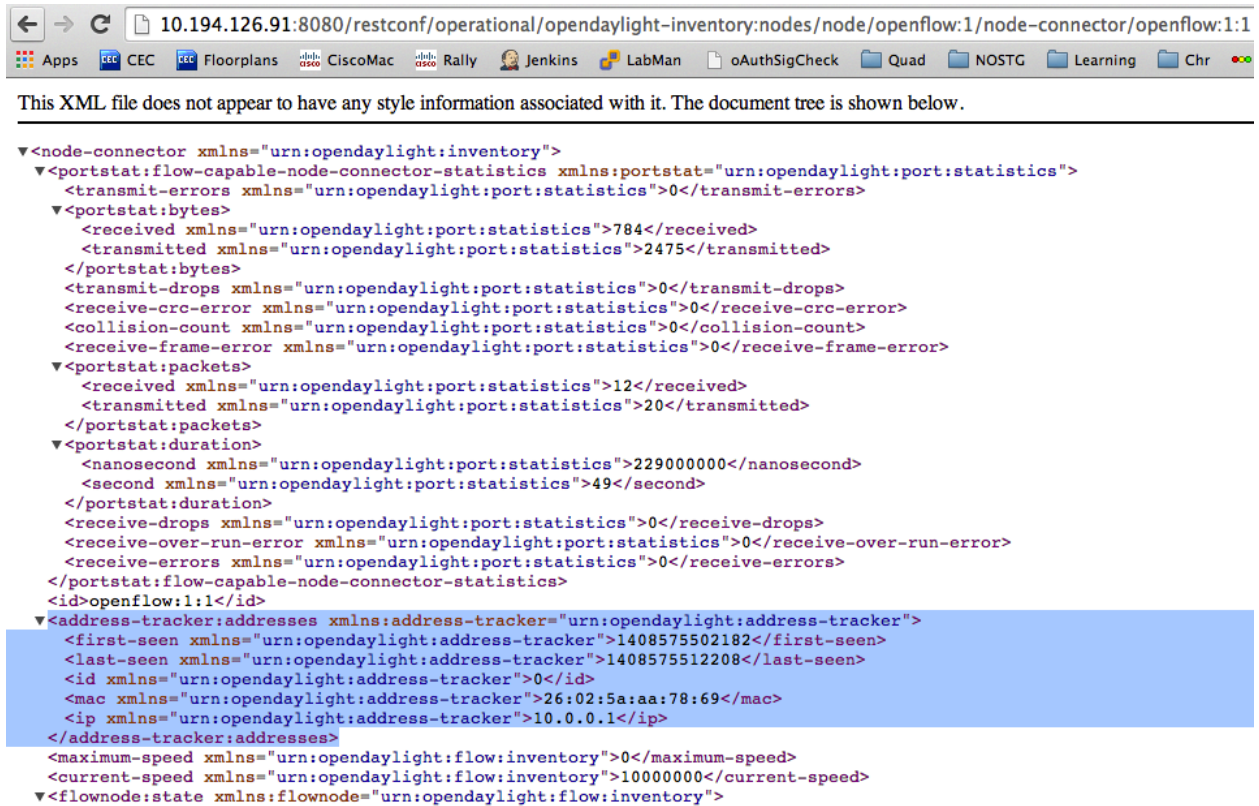 10.194.126.91:8080/restconf/operational/opendaylight-inventory:nodes/node/openflow:1/node-connector/openflow:1:1
Apps CEC CEC CEC Floorplans cisco CiscoMac cisco Rally Jenkins LabMan oAuthSigCheck Quad NOSTG Learning Chr
This XML file does not appear to have any style information associated with it. The document tree is shown below.
▼<node-connector xmlns="urn:opendaylight:inventory">
▼<portstat:flow-capable-node-connector-statistics xmlns:portstat="urn:opendaylight:port:statistics">
<transmit-errors xmlns="urn:opendaylight:port:statistics">0</transmit-errors>
▼<portstat:bytes>
<received xmlns="urn:opendaylight:port:statistics">784</received>
<transmitted xmlns="urn:opendaylight:port:statistics">2475</transmitted>
</portstat:bytes>
<transmit-drops xmlns="urn:opendaylight:port:statistics">0</transmit-drops>
<receive-crc-error xmlns="urn:opendaylight:port:statistics">0</receive-crc-error>
<collision-count xmlns="urn:opendaylight:port:statistics">0</collision-count>
<receive-frame-error xmlns="urn:opendaylight:port:statistics">0</receive-frame-error>
▼<portstat:packets>
<received xmlns="urn:opendaylight:port:statistics">12</received>
<transmitted xmlns="urn:opendaylight:port:statistics">20</transmitted>
</portstat:packets>
▼<portstat:duration>
<nanosecond xmlns="urn:opendaylight:port:statistics">229000000</nanosecond>
<second xmlns="urn:opendaylight:port:statistics">49</second>
</portstat:duration>
<receive-drops xmlns="urn:opendaylight:port:statistics">0</receive-drops>
<receive-over-run-error xmlns="urn:opendaylight:port:statistics">0</receive-over-run-error>
<receive-errors xmlns="urn:opendaylight:port:statistics">0</receive-errors>
</portstat:flow-capable-node-connector-statistics>
<id>openflow:1:1</id>
▼<address-tracker:addresses xmlns:address-tracker="urn:opendaylight:address-tracker">
<first-seen xmlns="urn:opendaylight:address-tracker">1408575502182</first-seen>
<last-seen xmlns="urn:opendaylight:address-tracker">1408575512208</last-seen>
<id xmlns="urn:opendaylight:address-tracker">0</id>
<mac xmlns="urn:opendaylight:address-tracker">26:02:5a:aa:78:69</mac>
<ip xmlns="urn:opendaylight:address-tracker">10.0.0.1</ip>
</address-tracker:addresses>
<maximum-speed xmlns="urn:opendaylight:flow:inventory">0</maximum-speed>
<current-speed xmlns="urn:opendaylight:flow:inventory">10000000</current-speed>
▼<flownode:state xmlns:flownode="urn:opendaylight:flow:inventory">